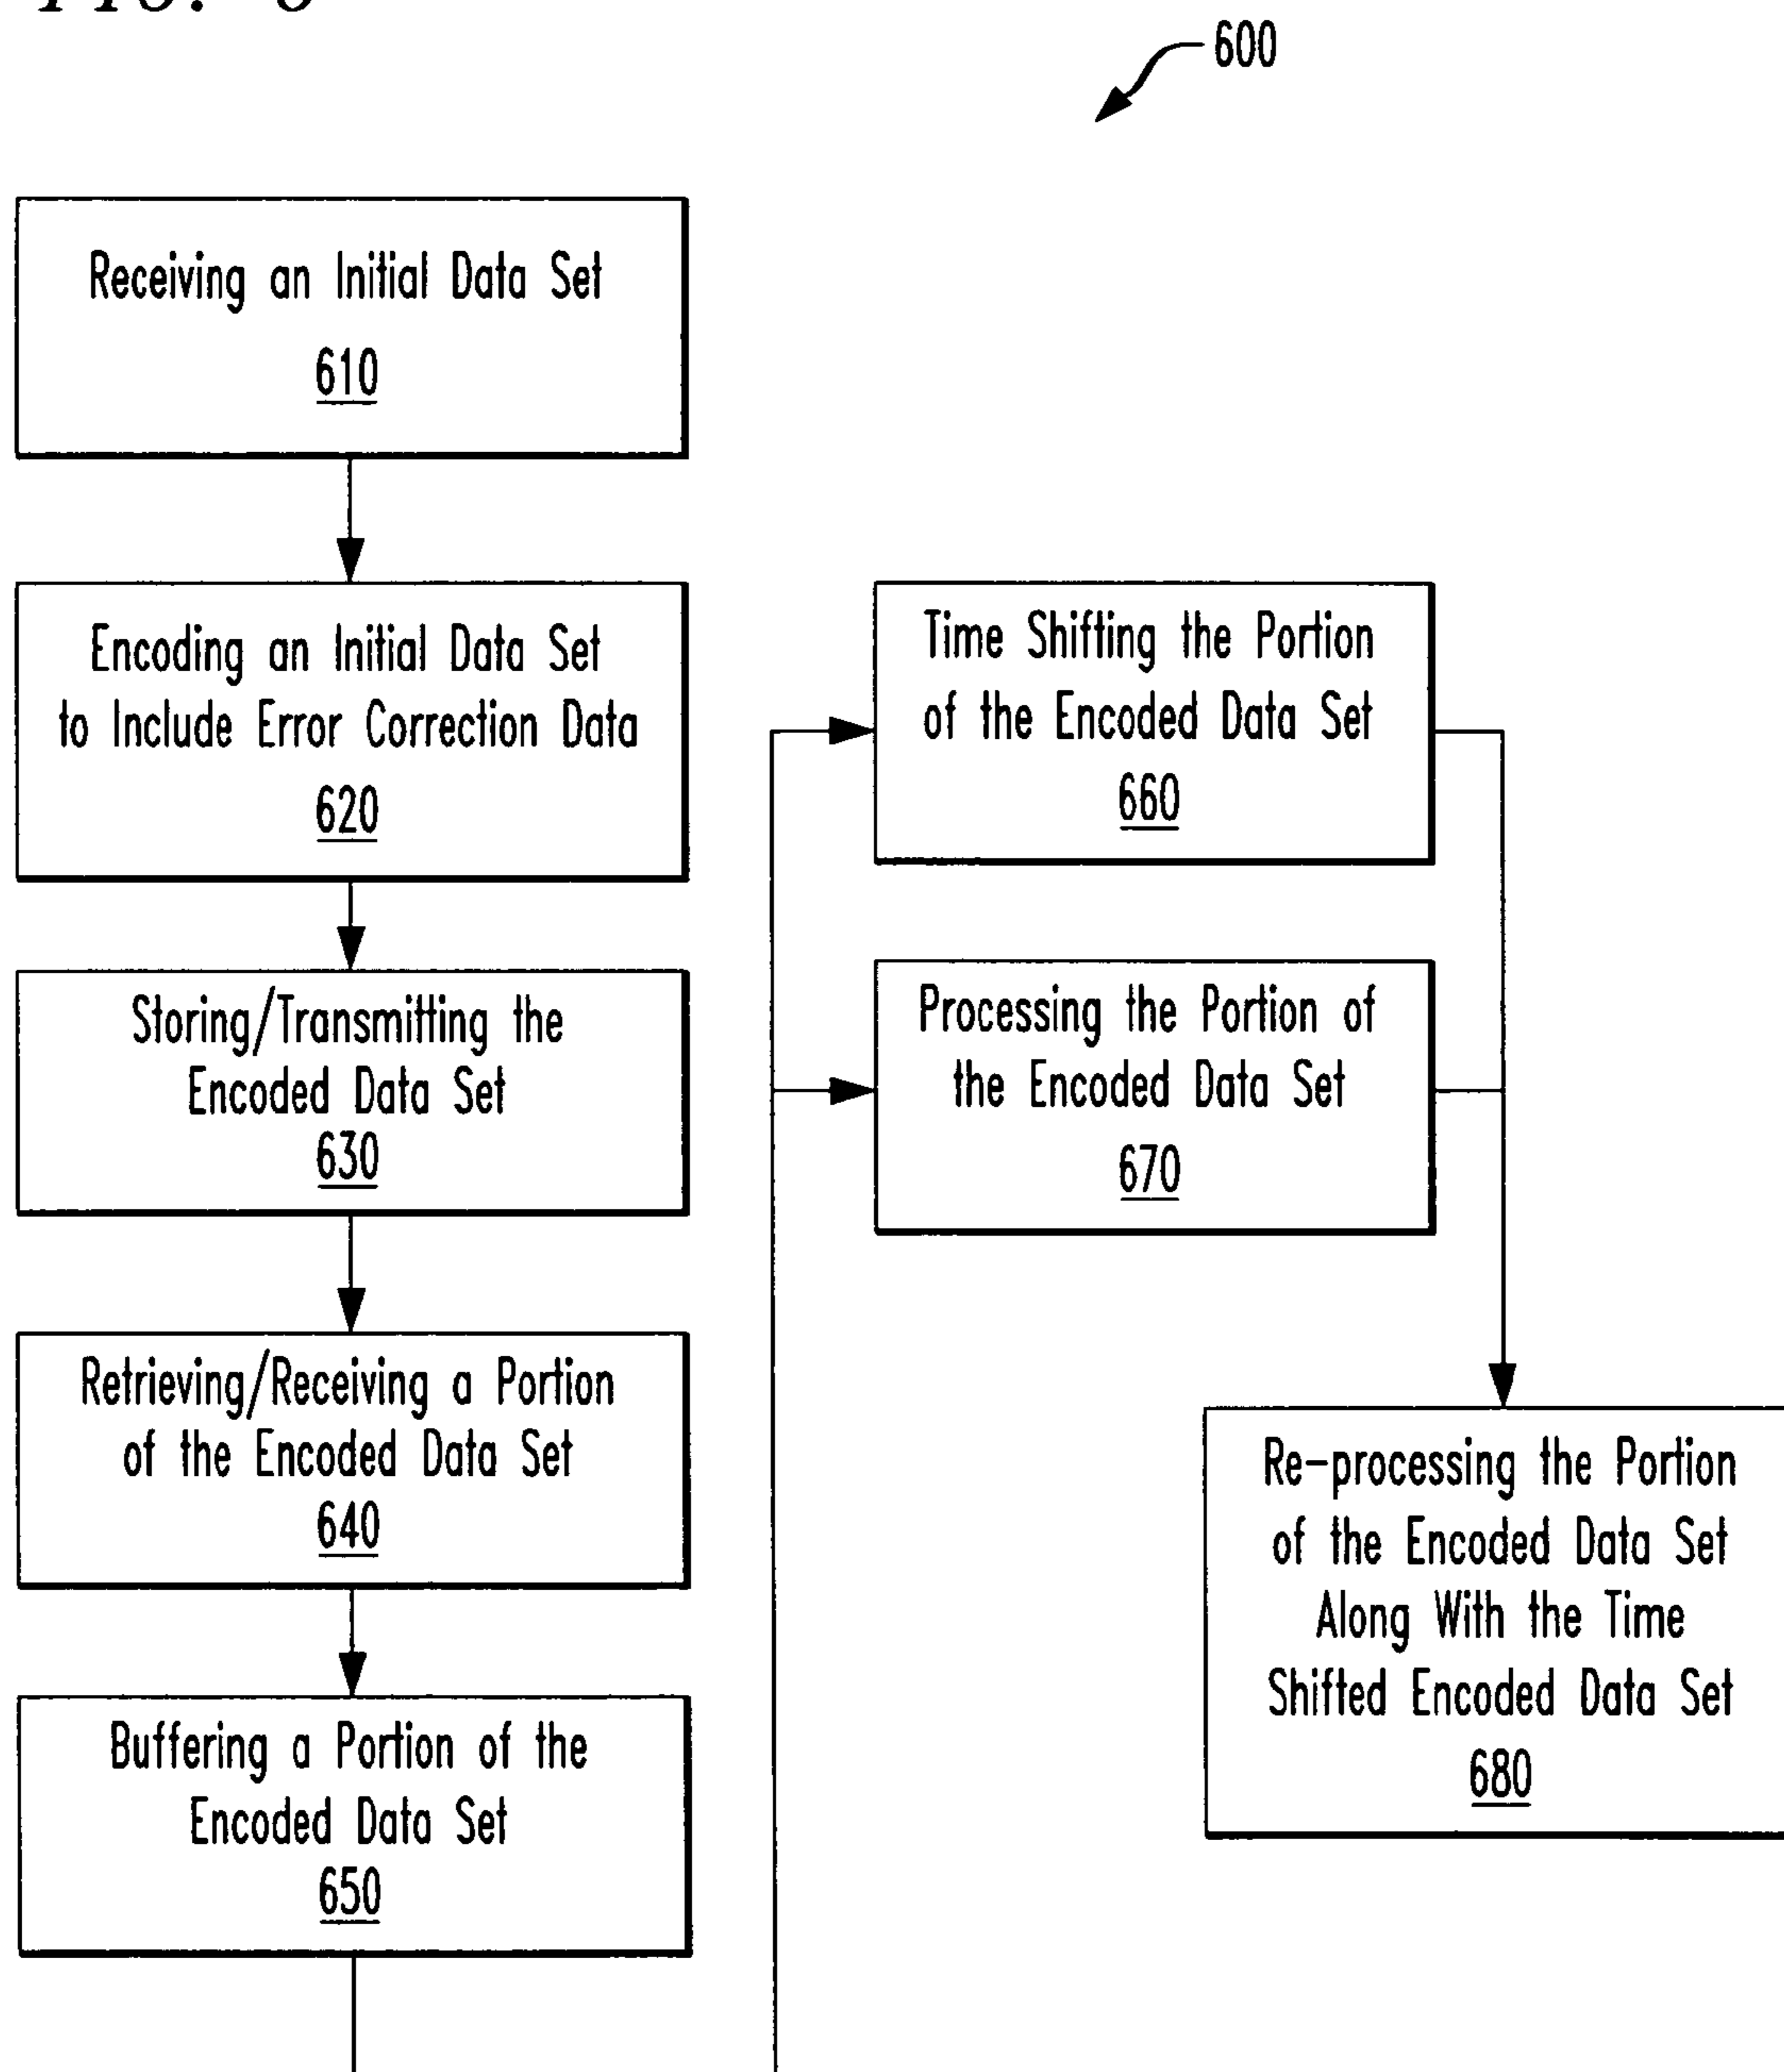 600
Receiving an Initial Data Set
610
Encoding an Initial Data Set
to Include Error Correction Data
620
Storing/Transmitting the
Encoded Data Set
630
Retrieving/Receiving a Portion
of the Encoded Data Set
640
Buffering a Portion of the
Encoded Data Set
650
Time Shifting the Portion
of the Encoded Data Set
660
Processing the Portion of
the Encoded Data Set
670
Re-processing the Portion
of the Encoded Data Set
Along With the Time
Shifted Encoded Data Set
680